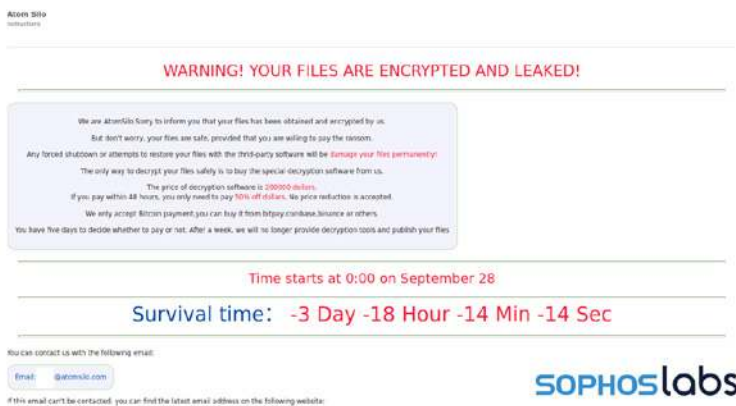 Atom Silo
Instructions
WARNING! YOUR FILES ARE ENCRYPTED AND LEAKED!
We are AtomSilo.Sorry to inform you that your files has been obtained and encrypted by us.
But don't worry, your files are safe, provided that you are willing to pay the ransom.
Any forced shutdown or attempts to restore your files with the thrid-party software will be damage your files permanently!
The only way to decrypt your files safely is to buy the special decryption software from us.
The price of decryption software is 200000 dollars.
If you pay within 48 hours, you only need to pay 50% off dollars. No price reduction is accepted.
We only accept Bitcoin payment,you can buy it from bitpay,coinbase,binance or others.
You have five days to decide whether to pay or not. After a week, we will no longer provide decryption tools and publish your files
Time starts at 0:00 on September 28
Survival time： -3 Day -18 Hour -14 Min -14 Sec
You can contact us with the following email:
Email: @atomsilo.com
If this email can't be contacted, you can find the latest email address on the following website:
SOPHOSlabs